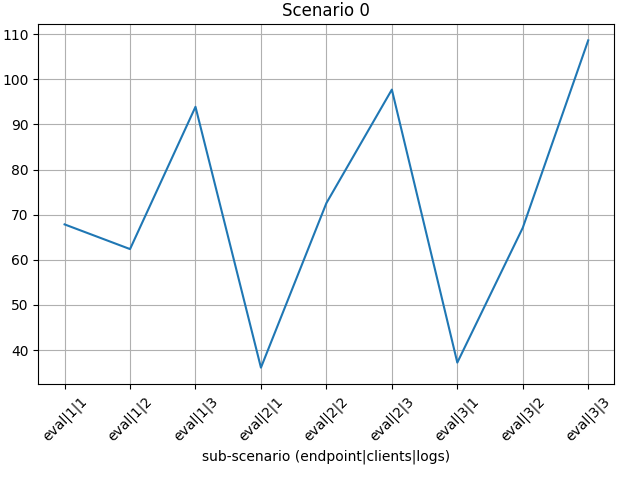 Scenario 0
110
100
90
80
70
60
50
40
eval|1|1
eval|1|2
eval|1|3
eval|2|1
eval|2|2
eval|2|3
eval|3|1
eval|3|2
eval|3|3
sub-scenario (endpoint|clients|logs)